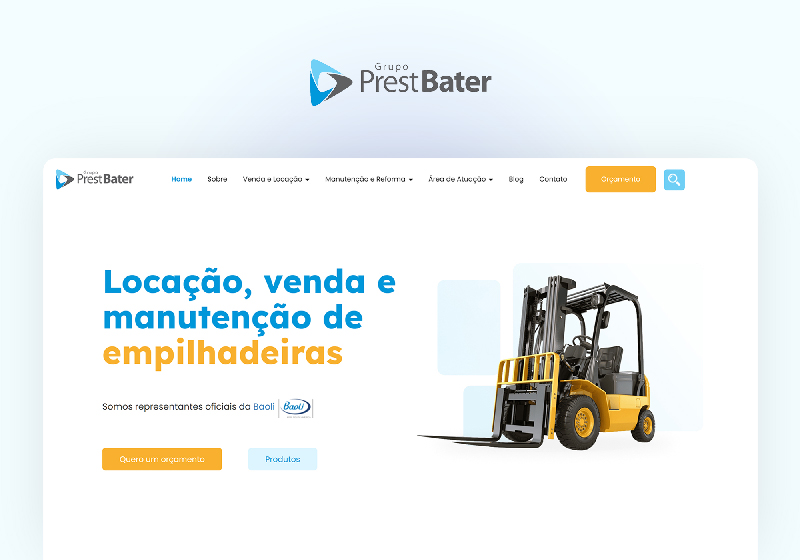 Grupo
PrestBater
Grupo
PrestBater
Home
Sobre
Venda e Locação
Manutenção e Reforma
Área de Atuação
Blog
Contato
Orçamento
Locação, venda e
manutenção de
empilhadeiras
Somos representantes oficiais da Baoli
Baoli
Quero um orçamento
Produtos